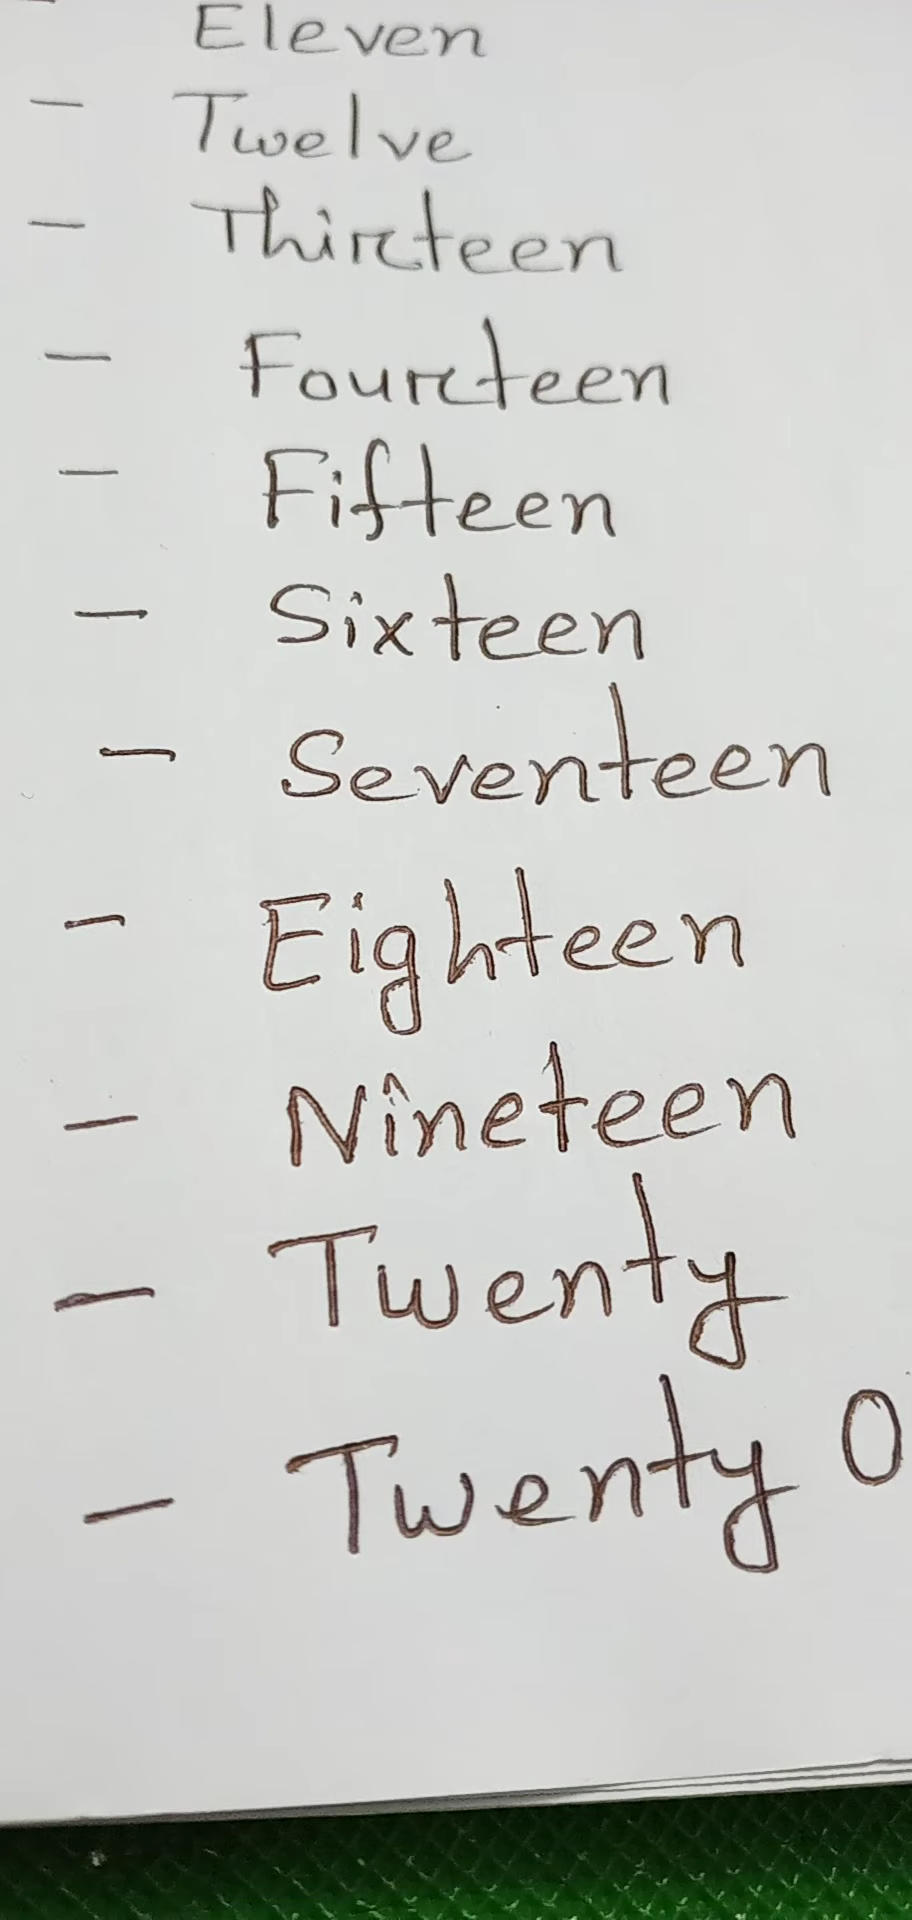 Eleven
- Twelve
- Thirteen
- Fourteen
- Fifteen
- Sixteen
- Seventeen
- Eighteen
- Nineteen
- Twenty
- Twenty O